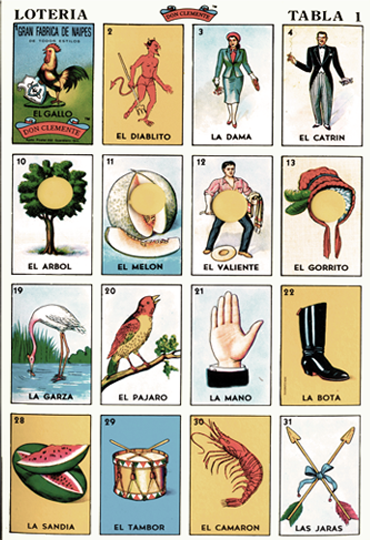 LOTERIA
DON CLEMENTE
TABLA 1
GRAN FABRICA DE NAIPES
DE TODOS ESTILOS
EL GALLO
DON CLEMENTE
2
EL DIABLITO
3
LA DAMA
4
EL CATRIN
10
EL ARBOL
11
EL MELON
12
EL VALIENTE
13
EL GORRITO
19
LA GARZA
20
EL PAJARO
21
LA MANO
22
LA BOTA
28
LA SANDIA
29
EL TAMBOR
30
EL CAMARON
31
LAS JARAS